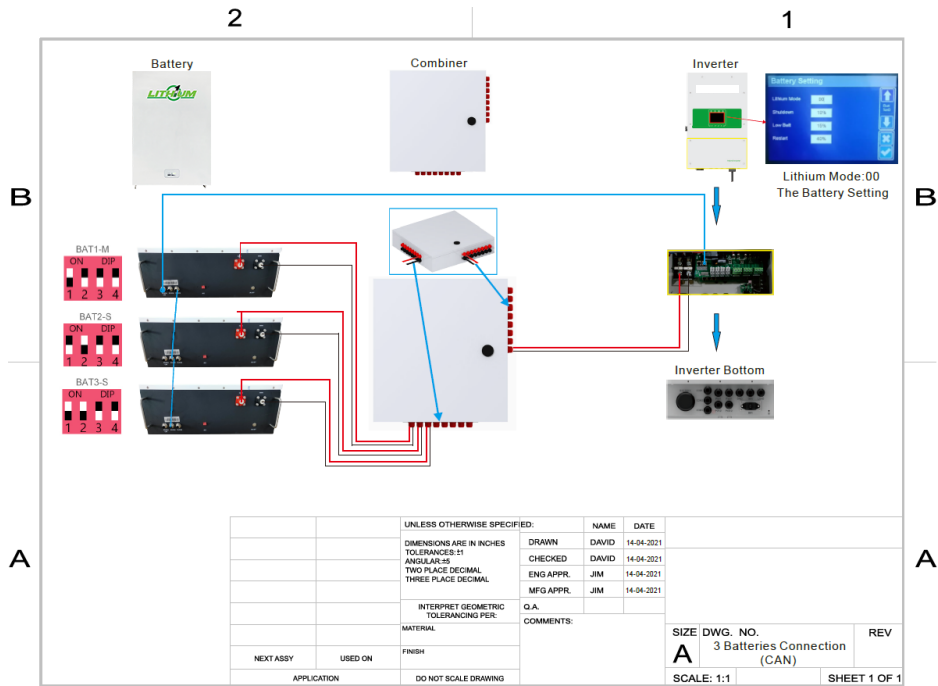 2
1
Battery
Combiner
Inverter
LITHIUM
Battery Setting
Lithium Mode
Shutdown
10%
Low Batt
Restart
40%
Lithium Mode:00
The Battery Setting
B
B
BAT1-M
ON DIP
1 2 3 4
BAT2-S
ON DIP
1 2 3 4
BAT3-S
ON DIP
1 2 3 4
Inverter Bottom
A
A
UNLESS OTHERWISE SPECIFIED:
DIMENSIONS ARE IN INCHES
TOLERANCES:±1
ANGULAR:±5
TWO PLACE DECIMAL
THREE PLACE DECIMAL
INTERPRET GEOMETRIC
TOLERANCING PER:
MATERIAL
FINISH
NEXT ASSY USED ON
APPLICATION
DO NOT SCALE DRAWING
NAME DATE
DRAWN DAVID 14-04-2021
CHECKED DAVID 14-04-2021
ENG APPR. JIM 14-04-2021
MFG APPR. JIM 14-04-2021
Q.A.
COMMENTS:
SIZE DWG. NO. REV
A 3 Batteries Connection
(CAN)
SCALE: 1:1 SHEET 1 OF 1